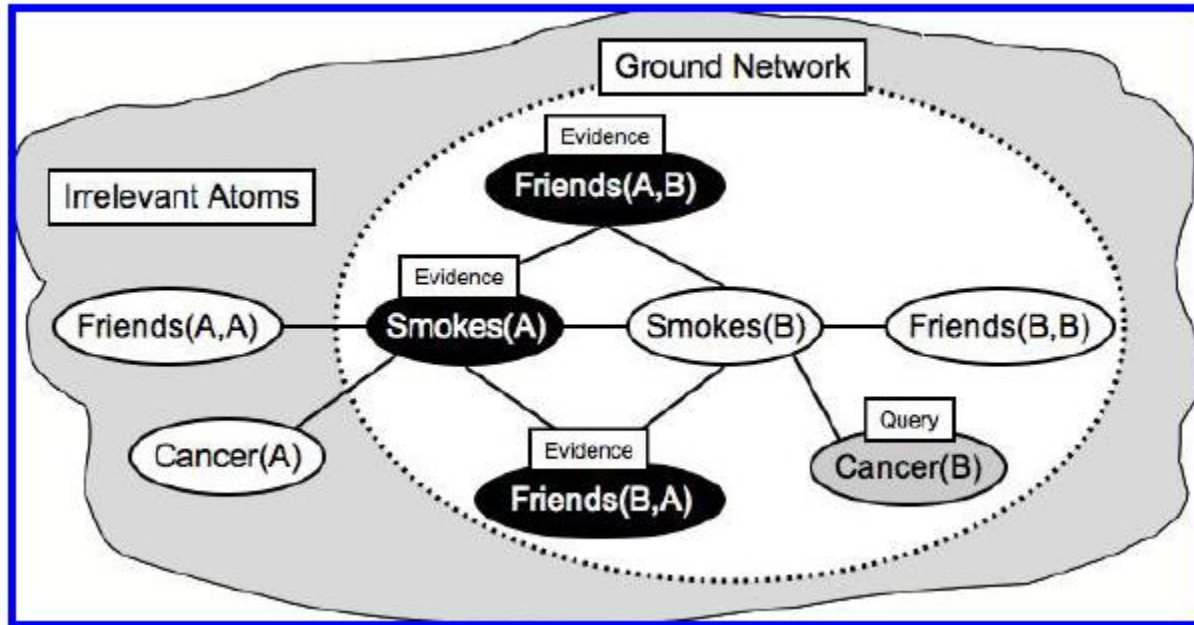 Ground Network
Evidence
Friends(A,B)
Irrelevant Atoms
Evidence
Friends(A,A)
Smokes(A)
Smokes(B)
Friends(B,B)
Cancer(A)
Evidence
Friends(B,A)
Query
Cancer(B)